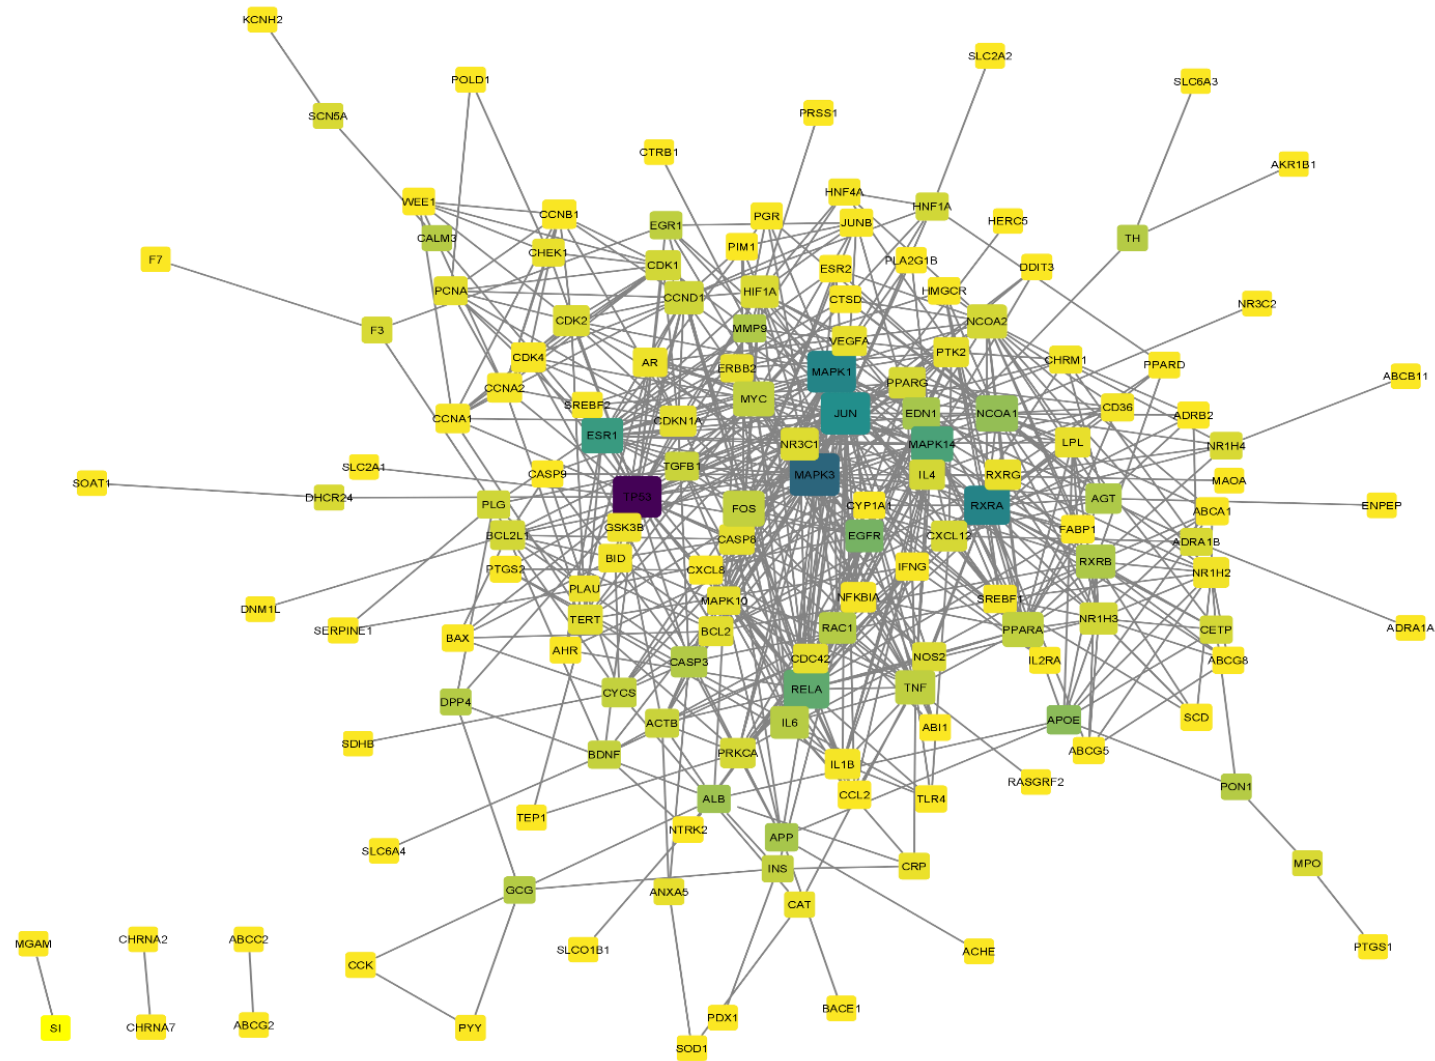 KCNH2
SLC2A2
POLD1
SLC6A3
SCN5A
PRSS1
CTRB1
AKR1B1
HNF4A
WEE1
CCNB1
EGR1
PGR
JUNB
HNF1A
HERC5
CALM3
TH
CHEK1
PIM1
F7
CDK1
ESR2
PLA2G1B
DDIT3
PCNA
CCND1
HIF1A
CTSD
HMGCR
NR3C2
F3
CDK2
MMP9
VEGFA
NCOA2
CDK4
AR
ERBB2
MAPK1
PTK2
CHRM1
PPARD
ABCB11
CCNA2
PPARG
CCNA1
SREBF2
MYC
JUN
EDN1
NCOA1
CD36
ADRB2
ESR1
CDKN1A
NR3C1
MAPK14
LPL
NR1H4
SLC2A1
CASP9
TGFB1
MAPK3
IL4
RXRG
MAOA
SOAT1
DHCR24
TP53
PLG
FOS
CYP1A1
RXRA
AGT
ABCA1
ENPEP
BCL2L1
GSK3B
CASP8
EGFR
CXCL12
FABP1
ADRA1B
BID
PTGS2
CXCL8
IFNG
RXRB
NR1H2
DNM1L
PLAU
MAPK10
NFKBIA
SREBF1
SERPINE1
TERT
BCL2
RAC1
PPARA
NR1H3
CETP
ADRA1A
BAX
AHR
CASP3
CDC42
NOS2
IL2RA
ABCG8
DPP4
CYCS
RELA
TNF
SDHB
ACTB
IL6
ABI1
APOE
SCD
BDNF
PRKCA
IL1B
ABCG5
RASGRF2
PON1
ALB
CCL2
TLR4
TEP1
NTRK2
APP
SLC6A4
INS
CRP
MPO
GCG
ANXA5
CAT
MGAM
CHRNA2
ABCC2
SLCO1B1
ACHE
PTGS1
CCK
BACE1
SI
CHRNA7
ABCG2
PYY
PDX1
SOD1